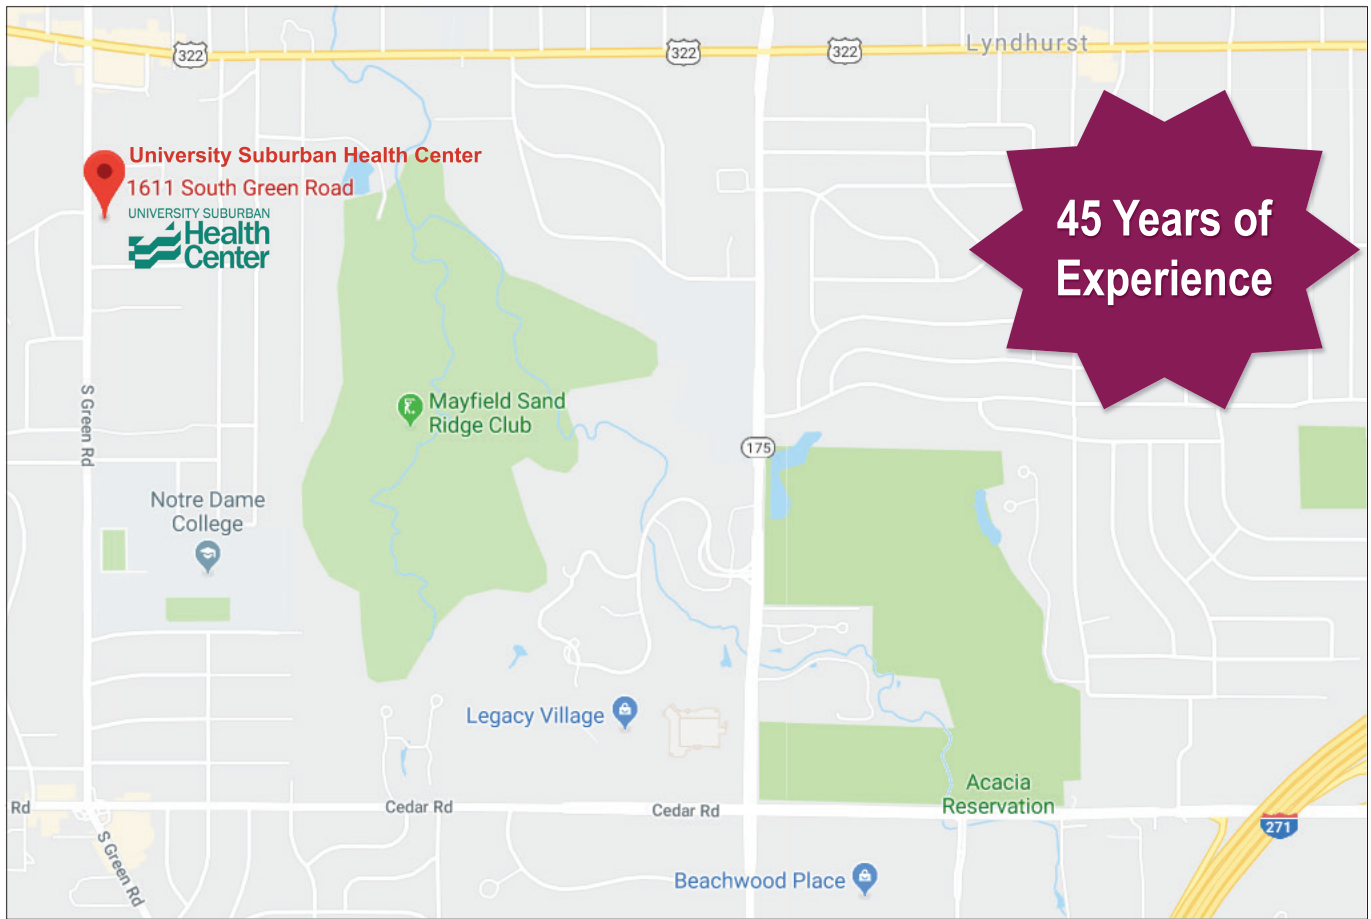 322
322
322
Lyndhurst
University Suburban Health Center
1611 South Green Road
UNIVERSITY SUBURBAN
Health
Center
45 Years of
Experience
S Green Rd
Mayfield Sand
Ridge Club
175
Notre Dame
College
Legacy Village
Acacia
Reservation
Rd
Cedar Rd
Cedar Rd
271
S Green Rd
Beachwood Place